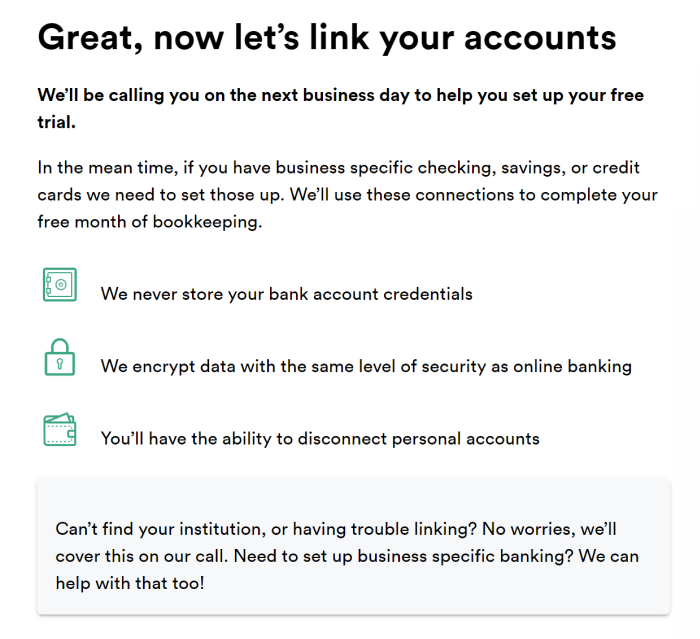 Great, now let’s link your accounts
We’ll be calling you on the next business day to help you set up your free
trial.
In the mean time, if you have business specific checking, savings, or credit
cards we need to set those up. We’ll use these connections to complete your
free month of bookkeeping.
We never store your bank account credentials
We encrypt data with the same level of security as online banking
You’ll have the ability to disconnect personal accounts
Can’t find your institution, or having trouble linking? No worries, we’ll
cover this on our call. Need to set up business specific banking? We can
help with that too!